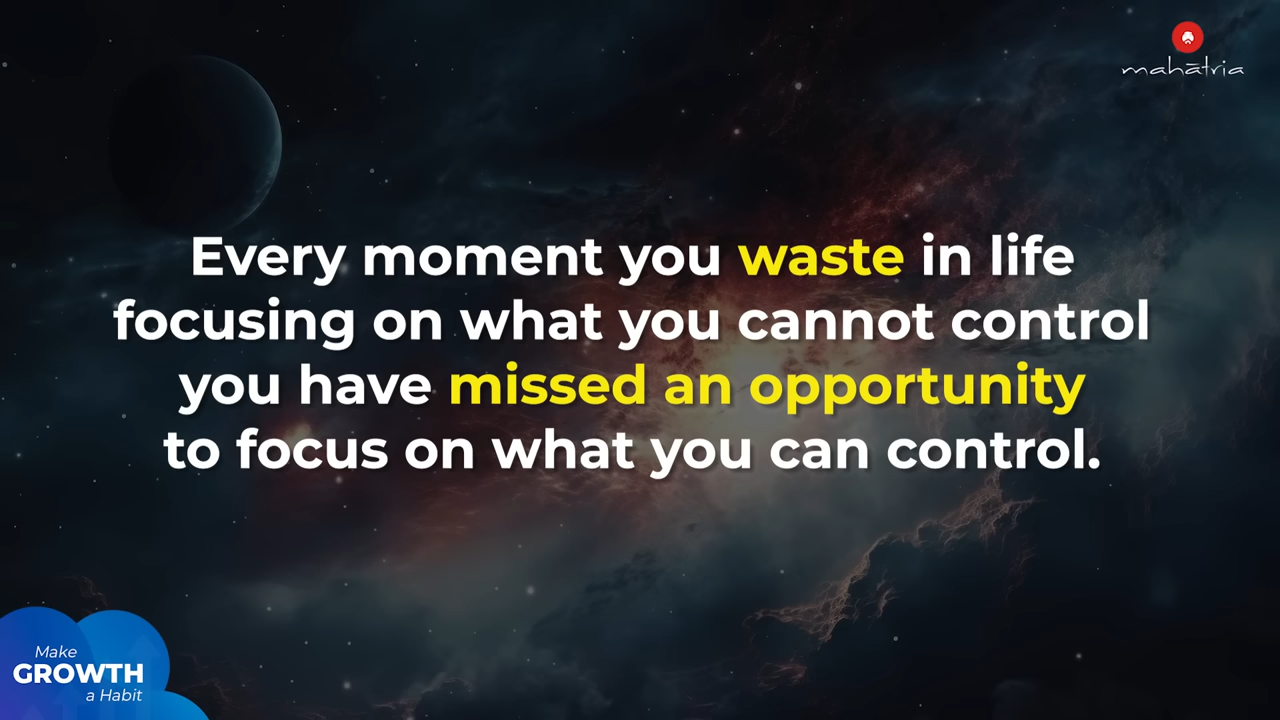 mahātria
Every moment you waste in life
focusing on what you cannot control
you have missed an opportunity
to focus on what you can control.
Make
GROWTH
a Habit